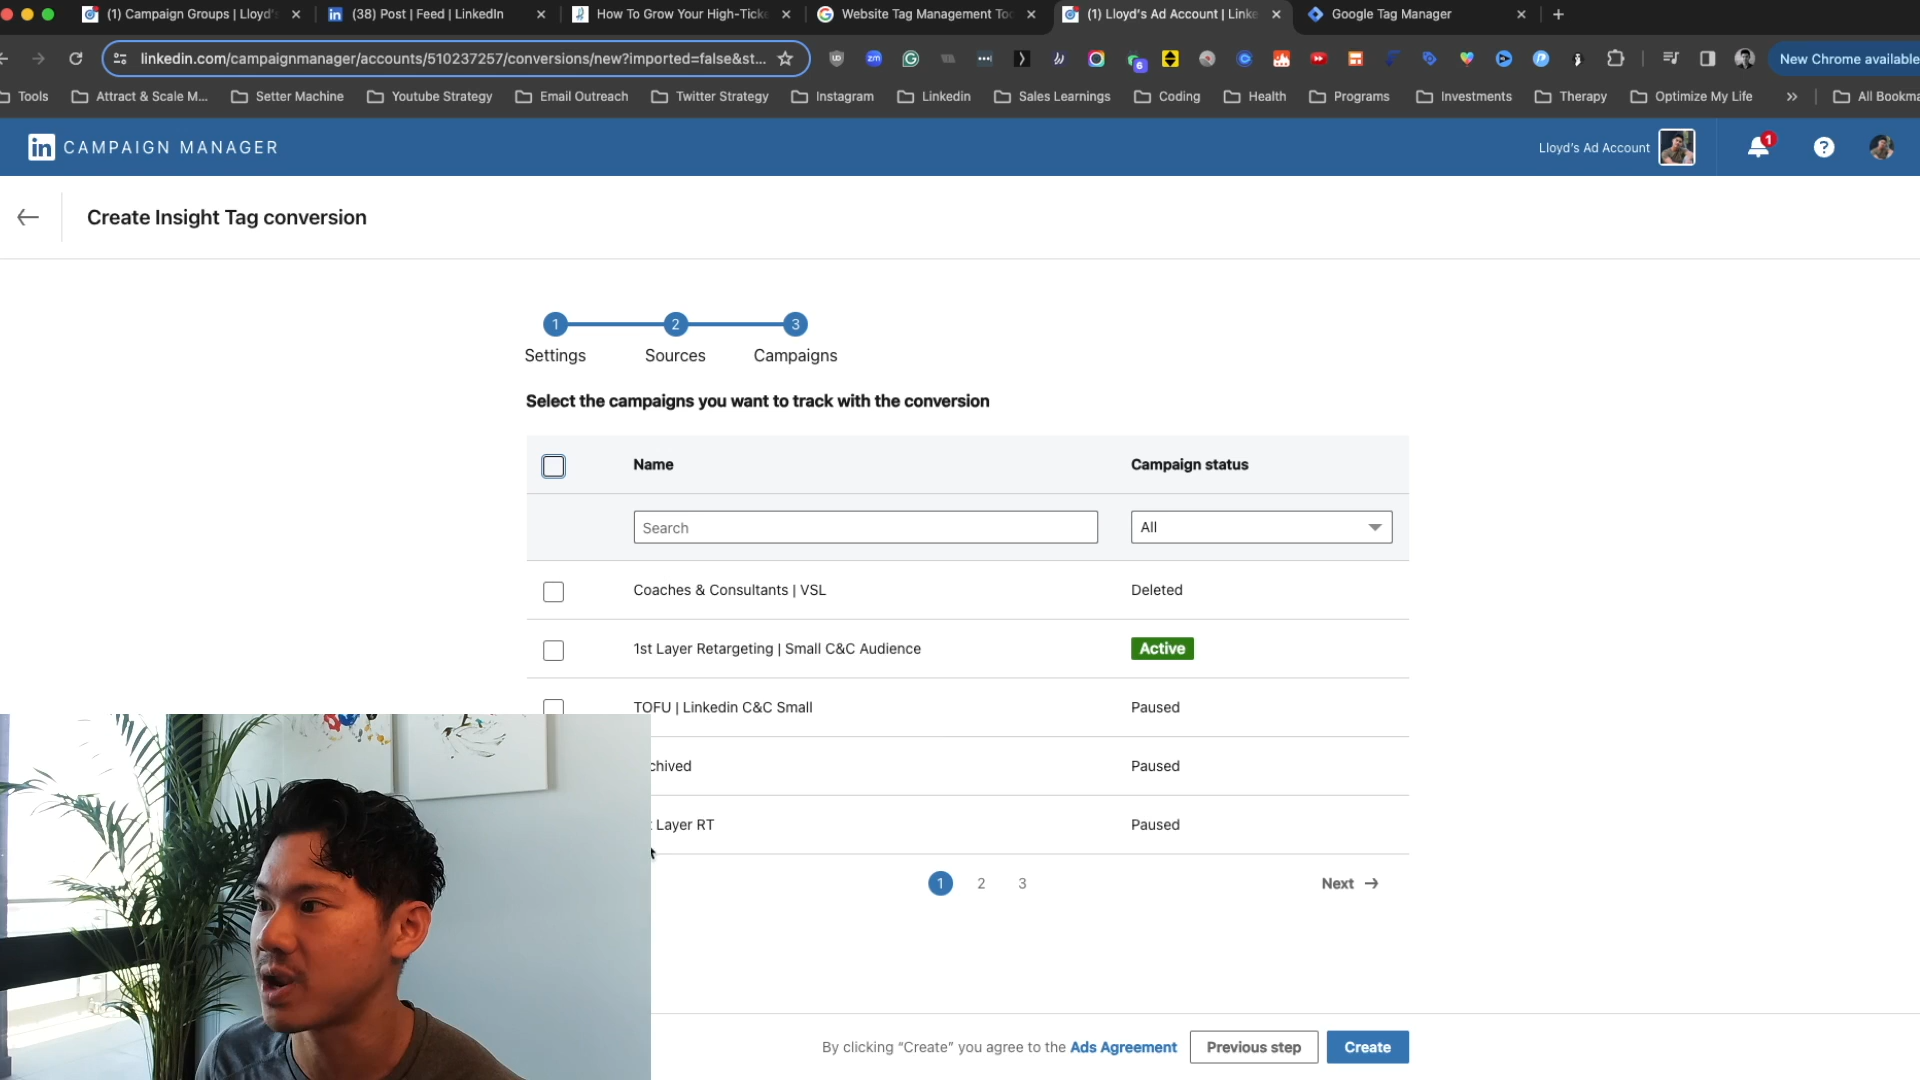 (1) Campaign Groups | Lloyd'
(38) Post | Feed | LinkedIn
How To Grow Your High-Ticke
Website Tag Management Too
(1) Lloyd's Ad Account | Linke
Google Tag Manager
linkedin.com/campaignmanager/accounts/510237257/conversions/new?imported=false&st...
New Chrome available
Tools
Attract & Scale M...
Setter Machine
Youtube Strategy
Email Outreach
Twitter Strategy
Instagram
Linkedin
Sales Learnings
Coding
Health
Programs
Investments
Therapy
Optimize My Life
All Bookma
in CAMPAIGN MANAGER
Lloyd's Ad Account
1
Create Insight Tag conversion
1 2 3
Settings Sources Campaigns
Select the campaigns you want to track with the conversion
Name Campaign status
Search All
Coaches & Consultants | VSL Deleted
1st Layer Retargeting | Small C&C Audience Active
TOFU | Linkedin C&C Small Paused
chived Paused
Layer RT Paused
1 2 3 Next
By clicking “Create” you agree to the Ads Agreement Previous step Create